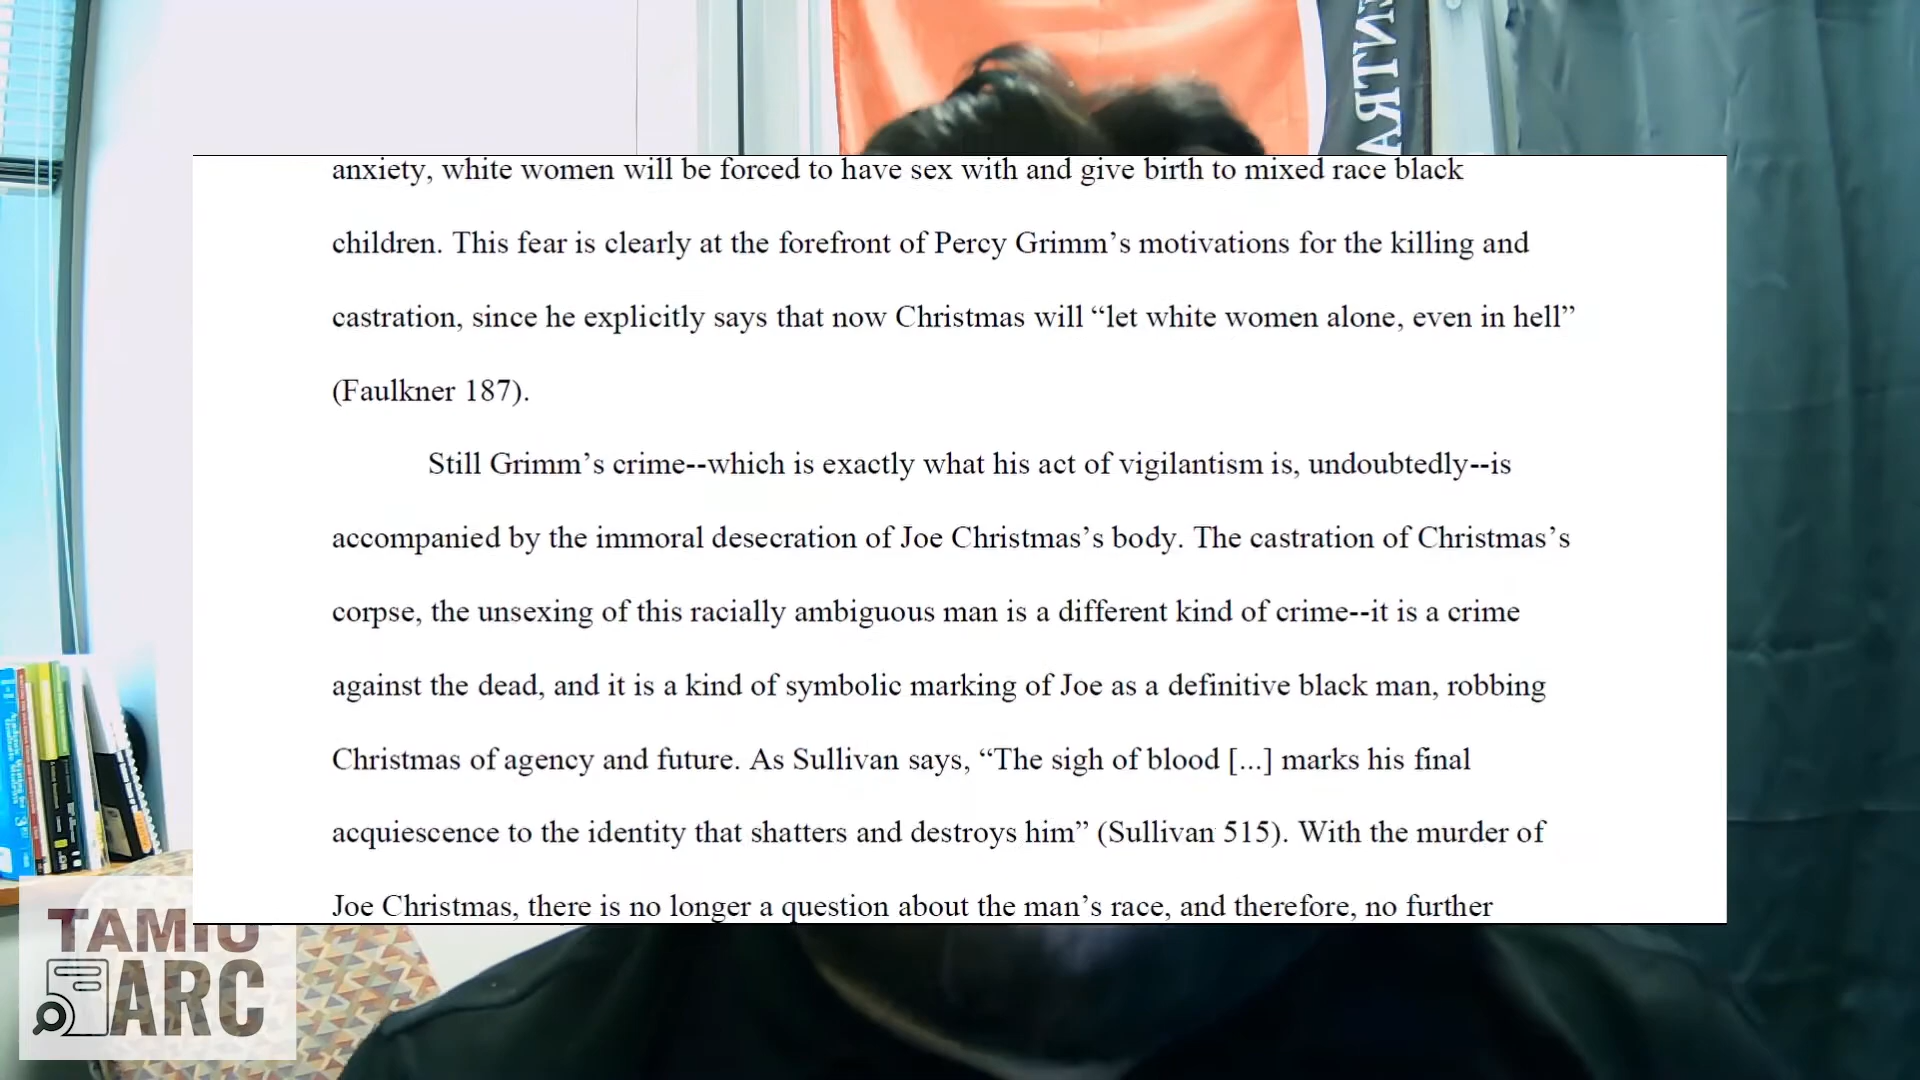 ENTRA
anxiety, white women will be forced to have sex with and give birth to mixed race black
children. This fear is clearly at the forefront of Percy Grimm’s motivations for the killing and
castration, since he explicitly says that now Christmas will “let white women alone, even in hell”
(Faulkner 187).
Still Grimm’s crime--which is exactly what his act of vigilantism is, undoubtedly--is
accompanied by the immoral desecration of Joe Christmas’s body. The castration of Christmas’s
corpse, the unsexing of this racially ambiguous man is a different kind of crime--it is a crime
against the dead, and it is a kind of symbolic marking of Joe as a definitive black man, robbing
Christmas of agency and future. As Sullivan says, “The sigh of blood [...] marks his final
acquiescence to the identity that shatters and destroys him” (Sullivan 515). With the murder of
Joe Christmas, there is no longer a question about the man’s race, and therefore, no further
TAMIU
ARC